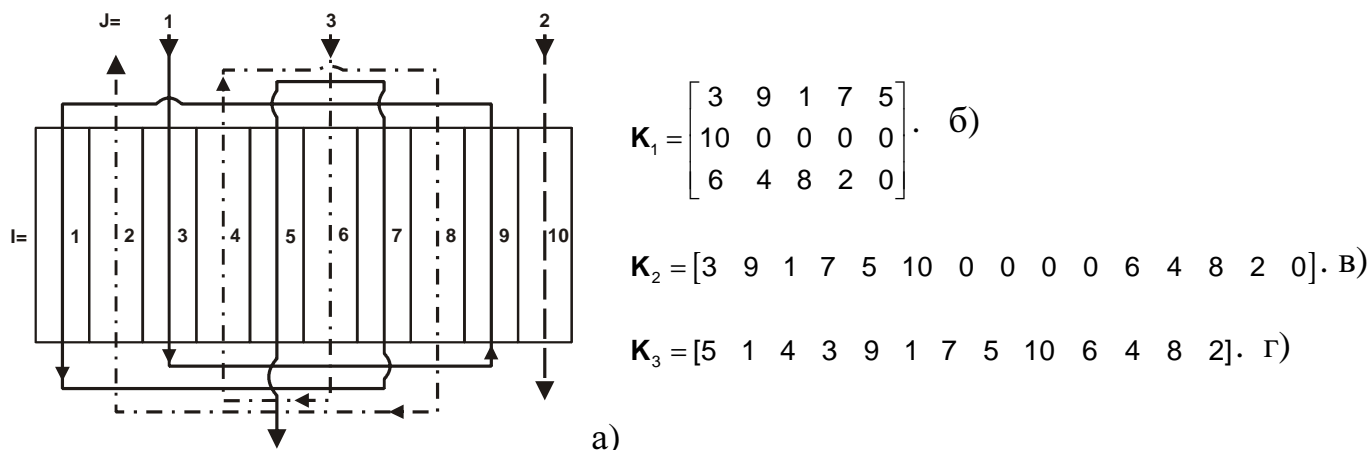 J= 1 3 2
I= 1 2 3 4 5 6 7 8 9 10
а)
K₁ = [3 9 1 7 5
10 0 0 0 0
6 4 8 2 0]. б)
K₂ = [3 9 1 7 5 10 0 0 0 0 6 4 8 2 0]. в)
K₃ = [5 1 4 3 9 1 7 5 10 6 4 8 2]. г)